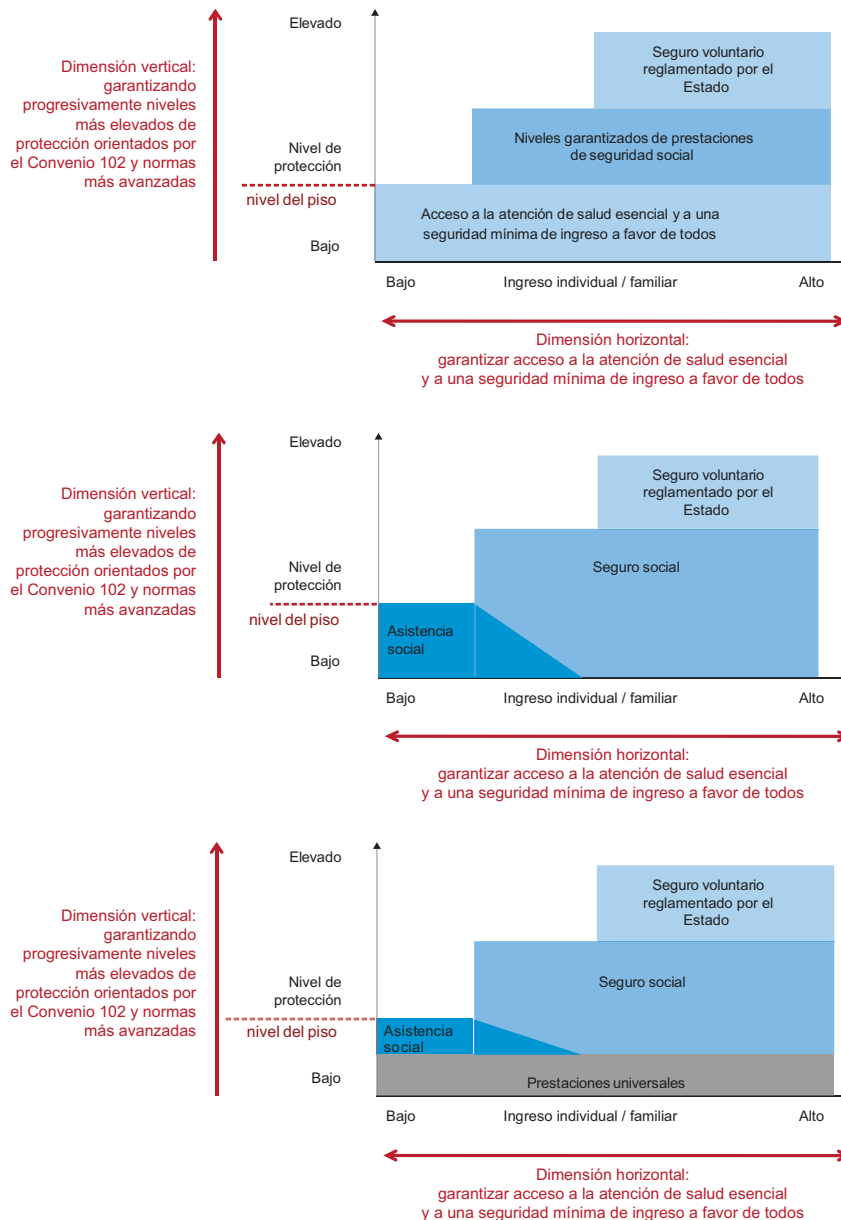 Elevado
Dimensión vertical:
garantizando
progresivamente niveles
más elevados de
protección orientados por
el Convenio 102 y normas
más avanzadas
Nivel de
protección
nivel del piso
Bajo
Seguro voluntario
reglamentado por el
Estado
Niveles garantizados de prestaciones
de seguridad social
Acceso a la atención de salud esencial y a una
seguridad mínima de ingreso a favor de todos
Bajo
Ingreso individual / familiar
Alto
Dimensión horizontal:
garantizar acceso a la atención de salud esencial
y a una seguridad mínima de ingreso a favor de todos
Elevado
Dimensión vertical:
garantizando
progresivamente niveles
más elevados de
protección orientados por
el Convenio 102 y normas
más avanzadas
Nivel de
protección
nivel del piso
Bajo
Seguro voluntario
reglamentado por el
Estado
Seguro social
Asistencia
social
Bajo
Ingreso individual / familiar
Alto
Dimensión horizontal:
garantizar acceso a la atención de salud esencial
y a una seguridad mínima de ingreso a favor de todos
Elevado
Dimensión vertical:
garantizando
progresivamente niveles
más elevados de
protección orientados por
el Convenio 102 y normas
más avanzadas
Nivel de
protección
nivel del piso
Bajo
Seguro voluntario
reglamentado por el
Estado
Seguro social
Asistencia
social
Prestaciones universales
Bajo
Ingreso individual / familiar
Alto
Dimensión horizontal:
garantizar acceso a la atención de salud esencial
y a una seguridad mínima de ingreso a favor de todos